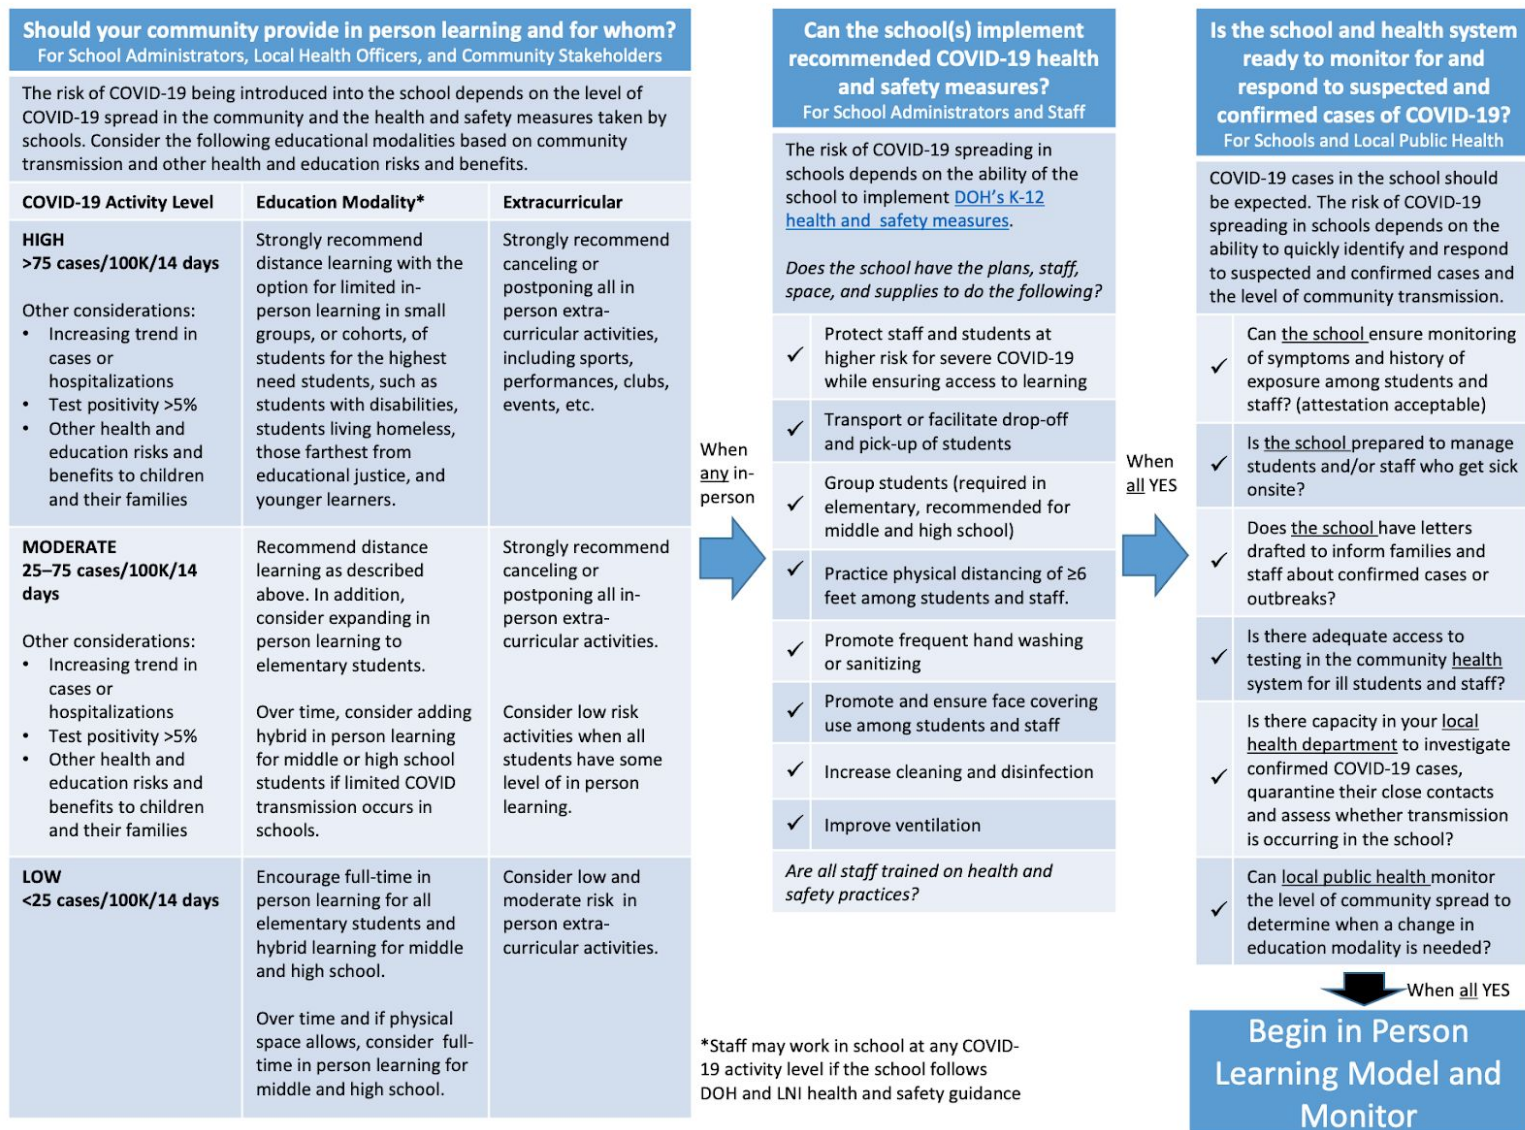 Should your community provide in person learning and for whom?
For School Administrators, Local Health Officers, and Community Stakeholders
The risk of COVID-19 being introduced into the school depends on the level of
COVID-19 spread in the community and the health and safety measures taken by
schools. Consider the following educational modalities based on community
transmission and other health and education risks and benefits.
COVID-19 Activity Level
Education Modality*
Extracurricular
HIGH
>75 cases/100K/14 days
Other considerations:
• Increasing trend in
cases or
hospitalizations
• Test positivity >5%
• Other health and
education risks and
benefits to children
and their families
Strongly recommend
distance learning with the
option for limited in-
person learning in small
groups, or cohorts, of
students for the highest
need students, such as
students with disabilities,
students living homeless,
those farthest from
educational justice, and
younger learners.
Strongly recommend
canceling or
postponing all in
person extra-
curricular activities,
including sports,
performances, clubs,
events, etc.
MODERATE
25–75 cases/100K/14
days
Other considerations:
• Increasing trend in
cases or
hospitalizations
• Test positivity >5%
• Other health and
education risks and
benefits to children
and their families
Recommend distance
learning as described
above. In addition,
consider expanding in
person learning to
elementary students.
Over time, consider adding
hybrid in person learning
for middle or high school
students if limited COVID
transmission occurs in
schools.
Strongly recommend
canceling or
postponing all in-
person extra-
curricular activities.
Consider low risk
activities when all
students have some
level of in person
learning.
LOW
<25 cases/100K/14 days
Encourage full-time in
person learning for all
elementary students and
hybrid learning for middle
and high school.
Over time and if physical
space allows, consider full-
time in person learning for
middle and high school.
Consider low and
moderate risk in
person extra-
curricular activities.
When
any in-
person
Can the school(s) implement
recommended COVID-19 health
and safety measures?
For School Administrators and Staff
The risk of COVID-19 spreading in
schools depends on the ability of the
school to implement DOH's K-12
health and safety measures.
Does the school have the plans, staff,
space, and supplies to do the following?
✓ Protect staff and students at
higher risk for severe COVID-19
while ensuring access to learning
✓ Transport or facilitate drop-off
and pick-up of students
✓ Group students (required in
elementary, recommended for
middle and high school)
✓ Practice physical distancing of ≥6
feet among students and staff.
✓ Promote frequent hand washing
or sanitizing
✓ Promote and ensure face covering
use among students and staff
✓ Increase cleaning and disinfection
✓ Improve ventilation
Are all staff trained on health and
safety practices?
*Staff may work in school at any COVID-
19 activity level if the school follows
DOH and LNI health and safety guidance
When
all YES
Is the school and health system
ready to monitor for and
respond to suspected and
confirmed cases of COVID-19?
For Schools and Local Public Health
COVID-19 cases in the school should
be expected. The risk of COVID-19
spreading in schools depends on the
ability to quickly identify and respond
to suspected and confirmed cases and
the level of community transmission.
✓ Can the school ensure monitoring
of symptoms and history of
exposure among students and
staff? (attestation acceptable)
✓ Is the school prepared to manage
students and/or staff who get sick
onsite?
✓ Does the school have letters
drafted to inform families and
staff about confirmed cases or
outbreaks?
✓ Is there adequate access to
testing in the community health
system for ill students and staff?
✓ Is there capacity in your local
health department to investigate
confirmed COVID-19 cases,
quarantine their close contacts
and assess whether transmission
is occurring in the school?
✓ Can local public health monitor
the level of community spread to
determine when a change in
education modality is needed?
When all YES
Begin in Person
Learning Model and
Monitor